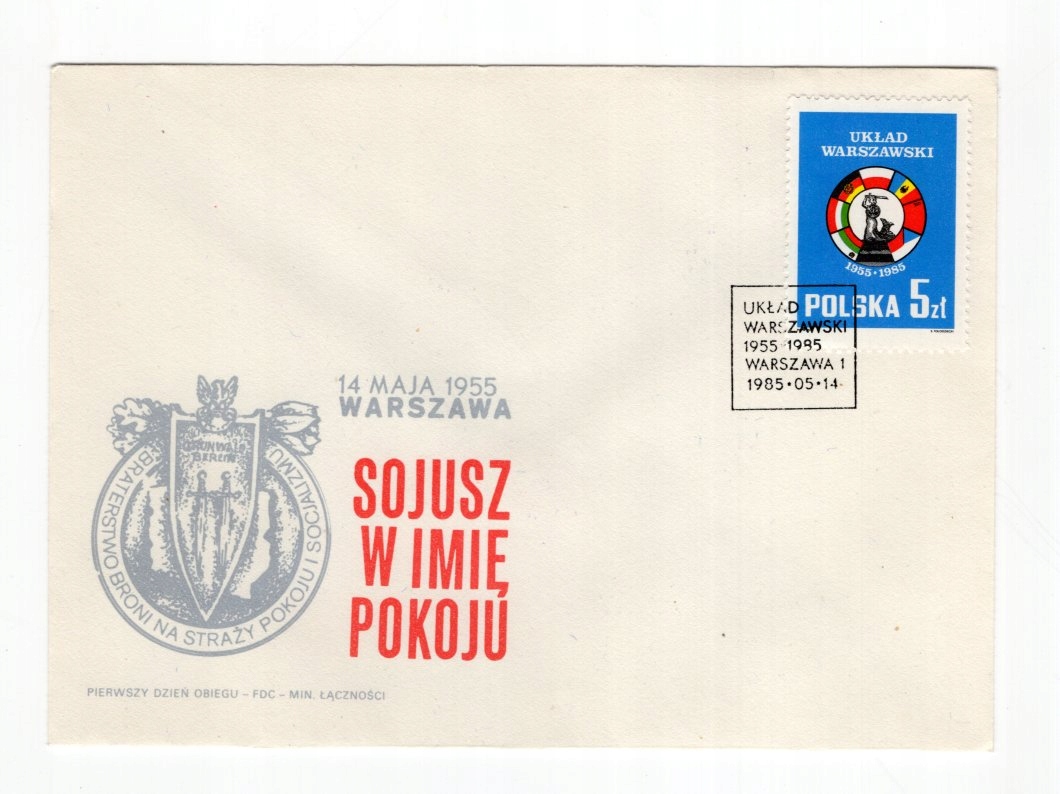 UKŁAD
WARSZAWSKI
1955·1985
POLSKA 5zł
UKŁAD
WARSZAWSKI
1955·1985
WARSZAWA 1
1985·05·14
14 MAJA 1955
WARSZAWA
BERLIN
BRATERSTWO BRONI NA STRAŻY POKOJU I SOCJALIZMU
SOJUSZ
W IMIĘ
POKOJU
PIERWSZY DZIEŃ OBIEGU – FDC – MIN. ŁĄCZNOŚCI